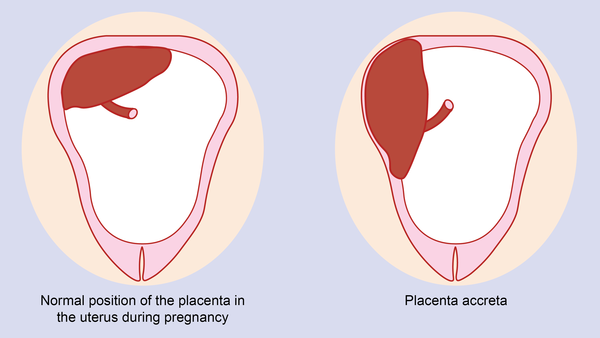 Normal position of the placenta in
the uterus during pregnancy
Placenta accreta